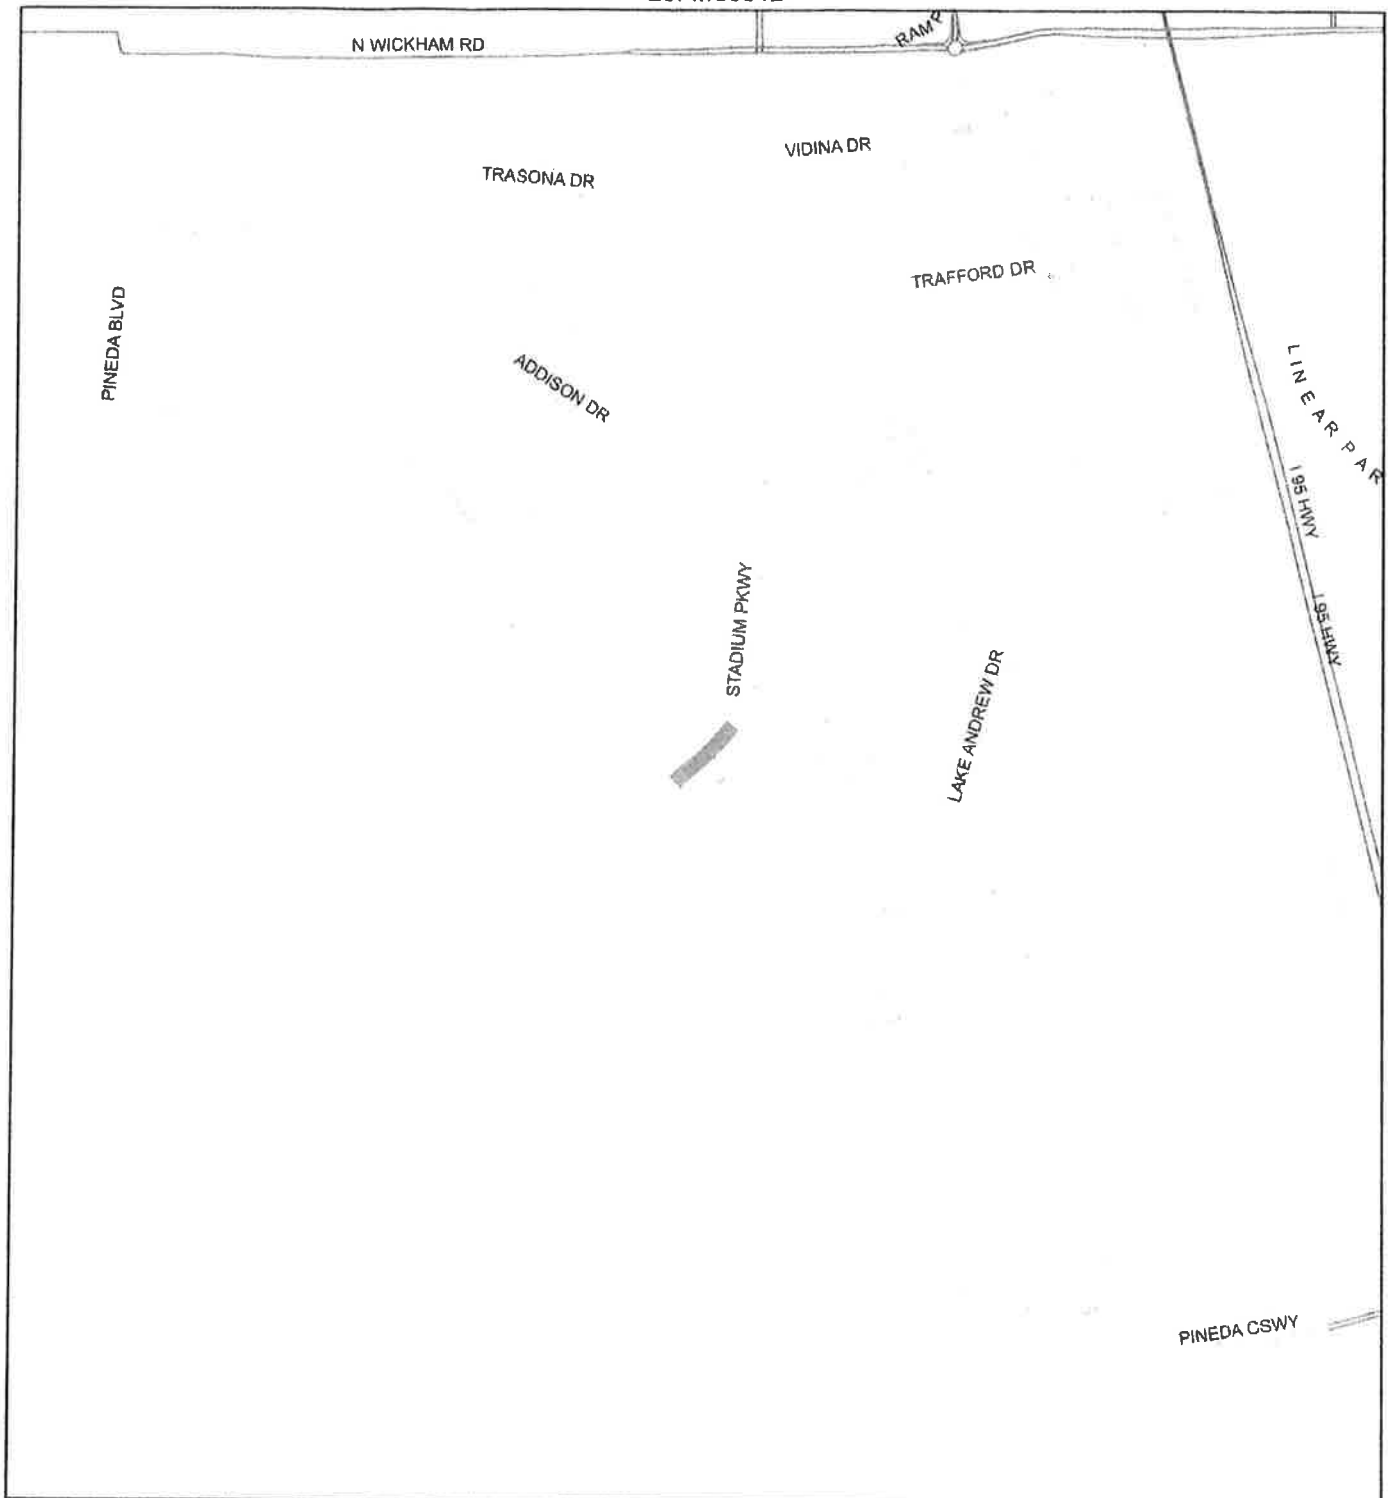 N WICKHAM RD
RAMP
VIDINA DR
TRASONA DR
TRAFFORD DR
PINEDA BLVD
ADDISON DR
LINEAR PAR
I 95 HWY
I 95 HWY
STADIUM PKWY
LAKE ANDREW DR
PINEDA CSWY